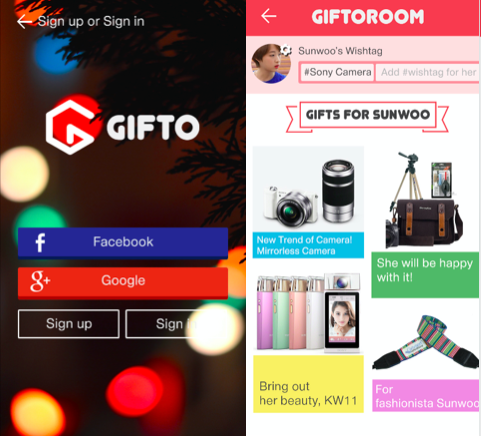 Sign up or Sign in
GIFTO
f
Facebook
g+
Google
Sign up
Sign
GIFTOROOM
Sunwoo's Wishtag
#Sony Camera
Add #wishtag for her
GIFTS FOR SUNWOO
New Trend of Camera!
Mirrorless Camera
She will be happy
with it!
Bring out
her beauty, KW11
For
fashionista Sunwoo